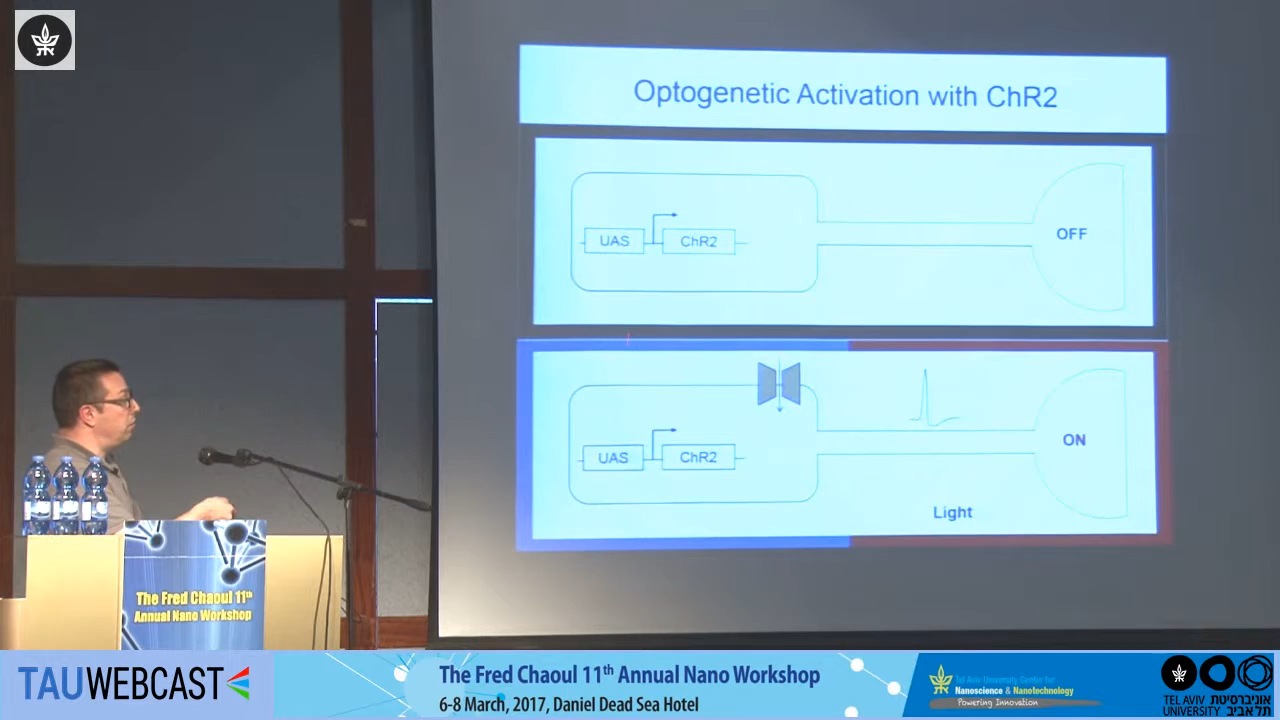 Optogenetic Activation with ChR2
UAS
ChR2
OFF
UAS
ChR2
ON
Light
The Fred Chaoul 11th
Annual Nano Workshop
TAUWEBCAST
The Fred Chaoul 11th Annual Nano Workshop
6-8 March, 2017, Daniel Dead Sea Hotel
Tel Aviv University Center for
Nanoscience & Nanotechnology
Powering Innovation
TEL AVIV אוניברסיטת
UNIVERSITY תל אביב